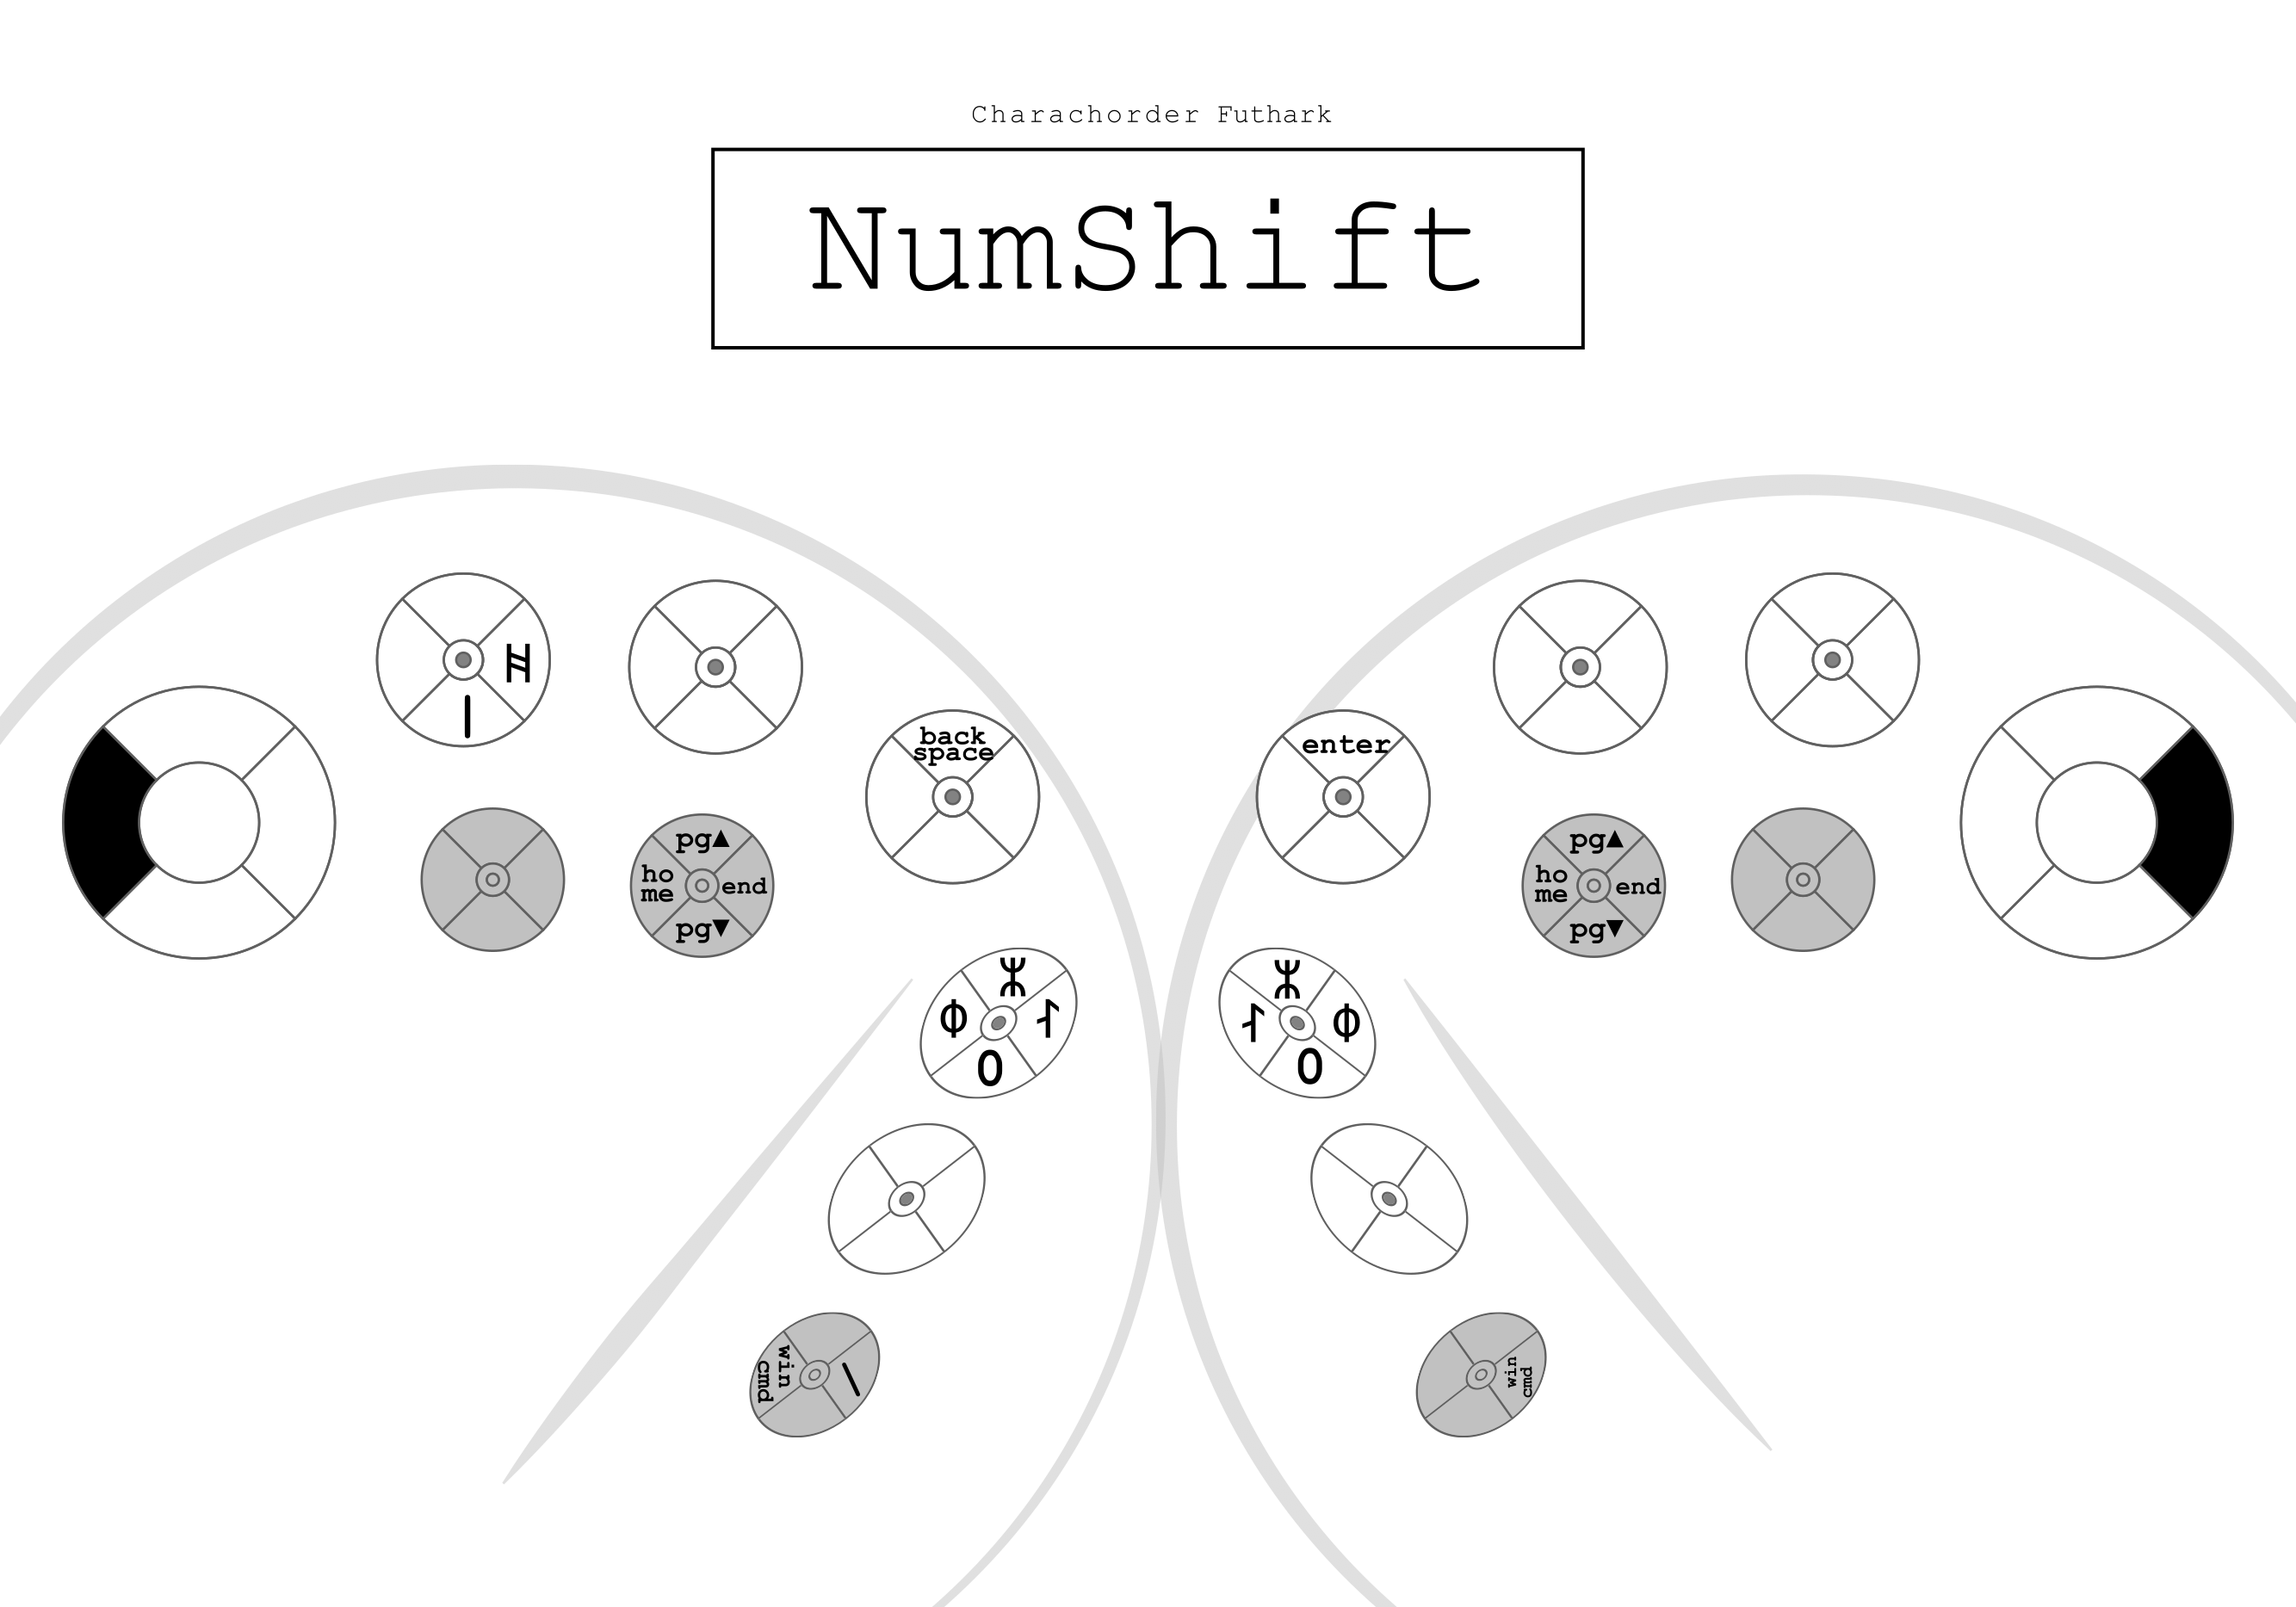 Charachorder Futhark
NumShift
ᚻ
ᛁ
back
space
enter
pg▲
ho
me
end
pg▼
pg▲
ho
me
end
pg▼
ᛯ
ᛰ
ᛮ
0
ᛯ
ᛮ
ᛰ
0
win
cmd
\
win
cmd